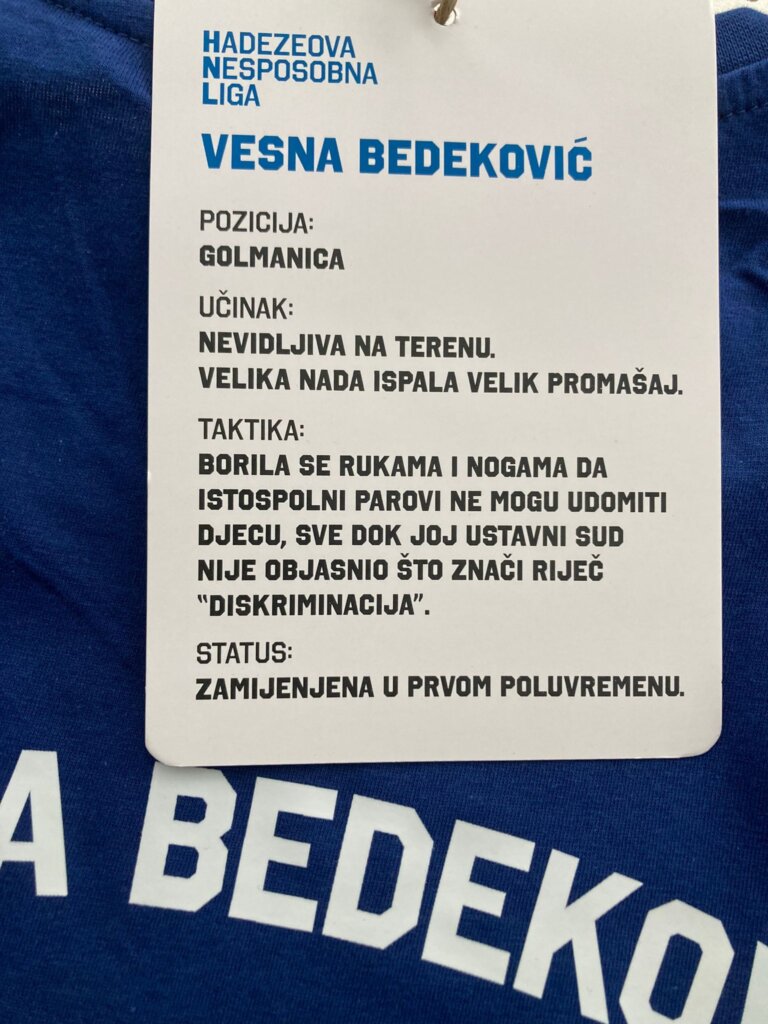 HADEZEOVA
NESPOSOBNA
LIGA
VESNA BEDEKOVIĆ
POZICIJA:
GOLMANICA
UČINAK:
NEVIDLJIVA NA TERENU.
VELIKA NADA ISPALA VELIK PROMAŠAJ.
TAKTIKA:
BORILA SE RUKAMA I NOGAMA DA
ISTOSPOLNI PAROVI NE MOGU UDOMITI
DJECU, SVE DOK JOJ USTAVNI SUD
NIJE OBJASNIO ŠTO ZNAČI RIJEČ
"DISKRIMINACIJA".
STATUS:
ZAMIJENJENA U PRVOM POLUVREMENU.
A BEDEKO